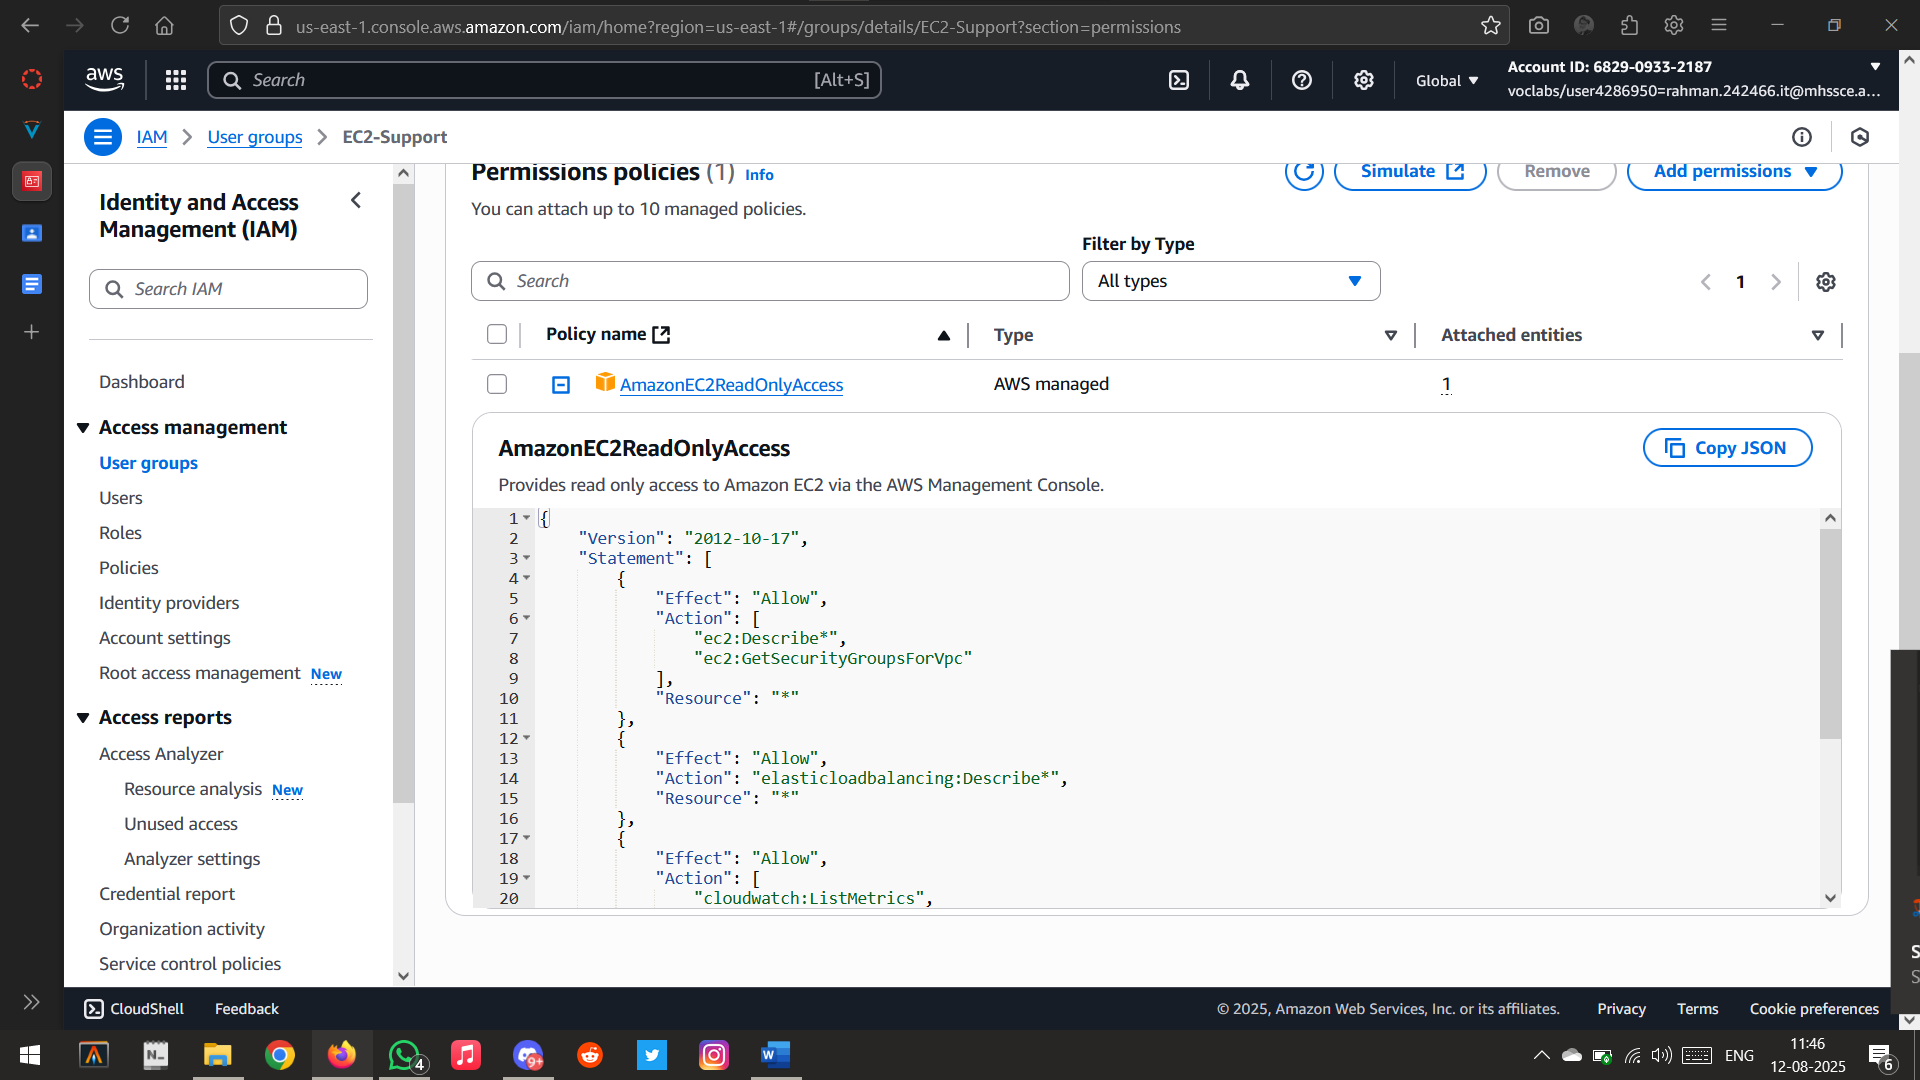 us-east-1.console.aws.amazon.com/iam/home?region=us-east-1#/groups/details/EC2-Support?section=permissions
aws
Search
[Alt+S]
Global
Account ID: 6829-0933-2187
voclabs/user4286950=rahman.242466.it@mhssce.a...
IAM
User groups
EC2-Support
Identity and Access Management (IAM)
Search IAM
Dashboard
Access management
User groups
Users
Roles
Policies
Identity providers
Account settings
Root access management New
Access reports
Access Analyzer
Resource analysis New
Unused access
Analyzer settings
Credential report
Organization activity
Service control policies
Permissions policies (1) Info
Simulate
Remove
Add permissions
You can attach up to 10 managed policies.
Filter by Type
Search
All types
1
Policy name
Type
Attached entities
AmazonEC2ReadOnlyAccess
AWS managed
1
AmazonEC2ReadOnlyAccess
Copy JSON
Provides read only access to Amazon EC2 via the AWS Management Console.
1 {
2 "Version": "2012-10-17",
3 "Statement": [
4 {
5 "Effect": "Allow",
6 "Action": [
7 "ec2:Describe*",
8 "ec2:GetSecurityGroupsForVpc"
9 ],
10 "Resource": "*"
11 },
12 {
13 "Effect": "Allow",
14 "Action": "elasticloadbalancing:Describe*",
15 "Resource": "*"
16 },
17 {
18 "Effect": "Allow",
19 "Action": [
20 "cloudwatch:ListMetrics",
CloudShell
Feedback
© 2025, Amazon Web Services, Inc. or its affiliates.
Privacy
Terms
Cookie preferences
N_
4
9+
W
ENG
11:46
12-08-2025
6